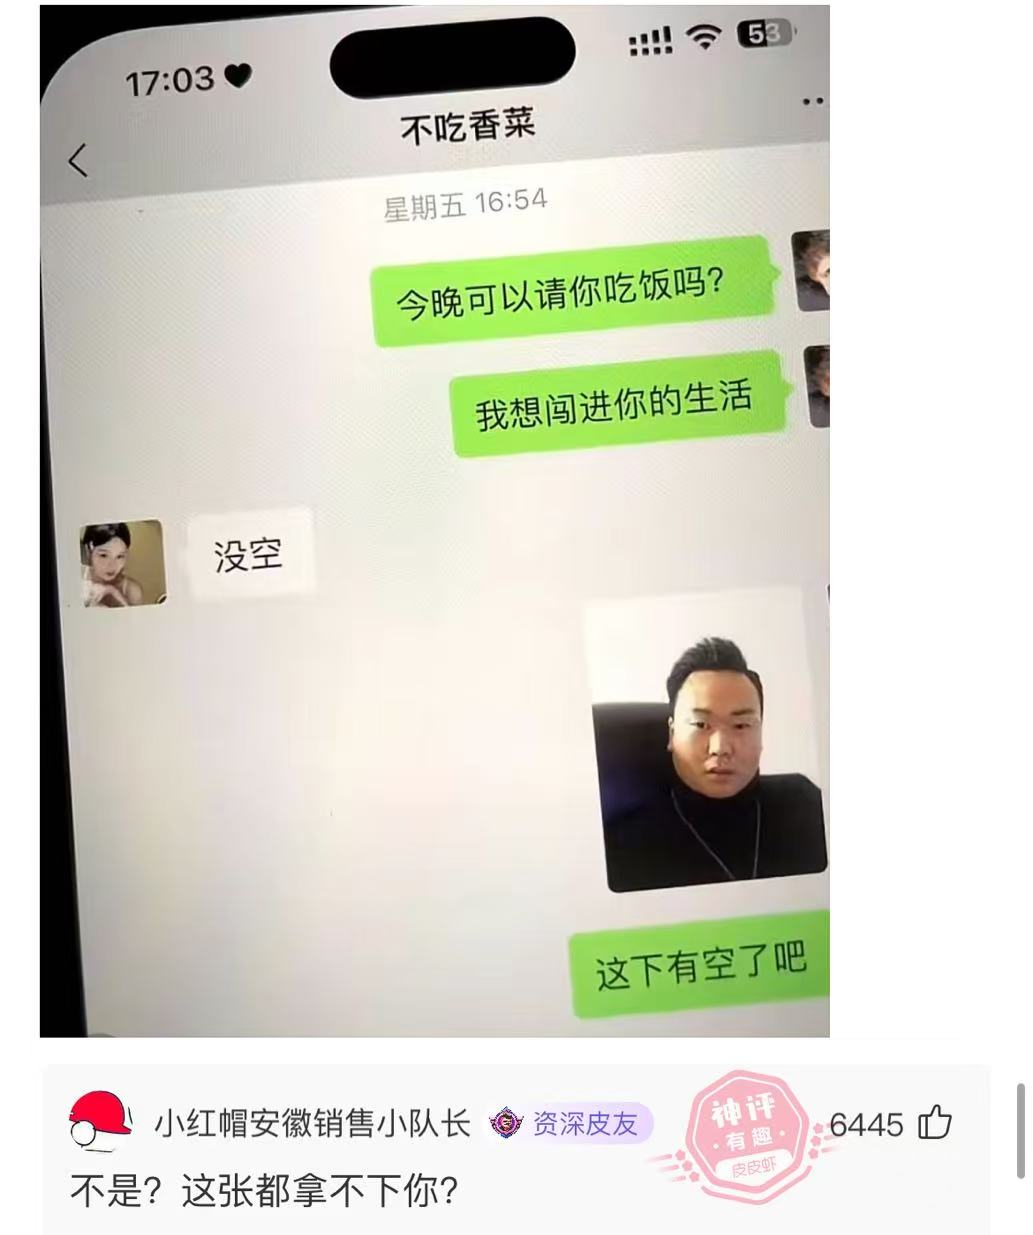 17:03
53
不吃香菜
星期五 16:54
今晚可以请你吃饭吗?
我想闯进你的生活
没空
这下有空了吧
小红帽安徽销售小队长 资深皮友
神评
·有趣·
皮皮虾
6445
不是？这张都拿不下你?